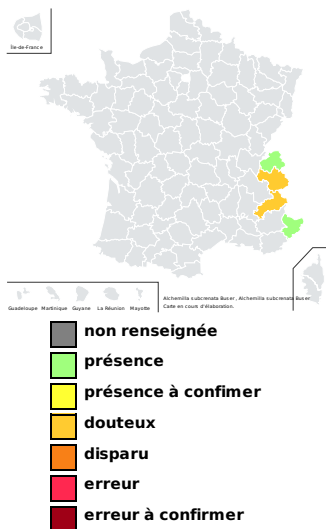 Île-de-France
Guadeloupe Martinique Guyane La Réunion Mayotte
Alchemilla subcrenata Buser , Alchemilla subcrenata Buser
Carte en cours d'élaboration.
non renseignée
présence
présence à confimer
douteux
disparu
erreur
erreur à confirmer